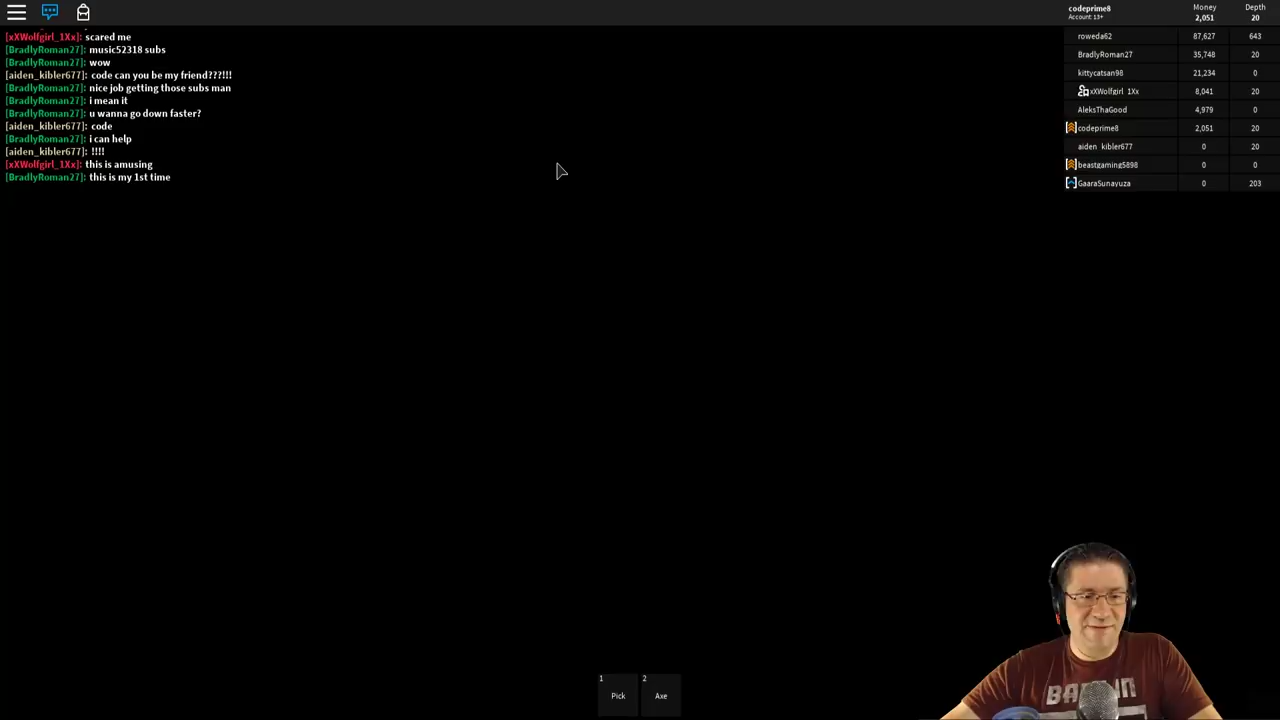 [xXWolfgirl_1Xx]: scared me
[BradlyRoman27]: music52318 subs
[BradlyRoman27]: wow
[aiden_kibler677]: code can you be my friend???!!!
[BradlyRoman27]: nice job getting those subs man
[BradlyRoman27]: i mean it
[BradlyRoman27]: u wanna go down faster?
[aiden_kibler677]: code
[BradlyRoman27]: i can help
[aiden_kibler677]: !!!!
[xXWolfgirl_1Xx]: this is amusing
[BradlyRoman27]: this is my 1st time
codeprime8 Money Depth
Account: 13+ 2,051 20
roweda62 87,627 643
BradlyRoman27 35,748 20
kittycatsan98 21,234 0
xXWolfgirl_1Xx 8,041 20
AleksThaGood 4,979 0
codeprime8 2,051 20
aiden_kibler677 0 20
beastgaming5898 0 0
GaaraSunayuza 0 203
1 2
Pick Axe